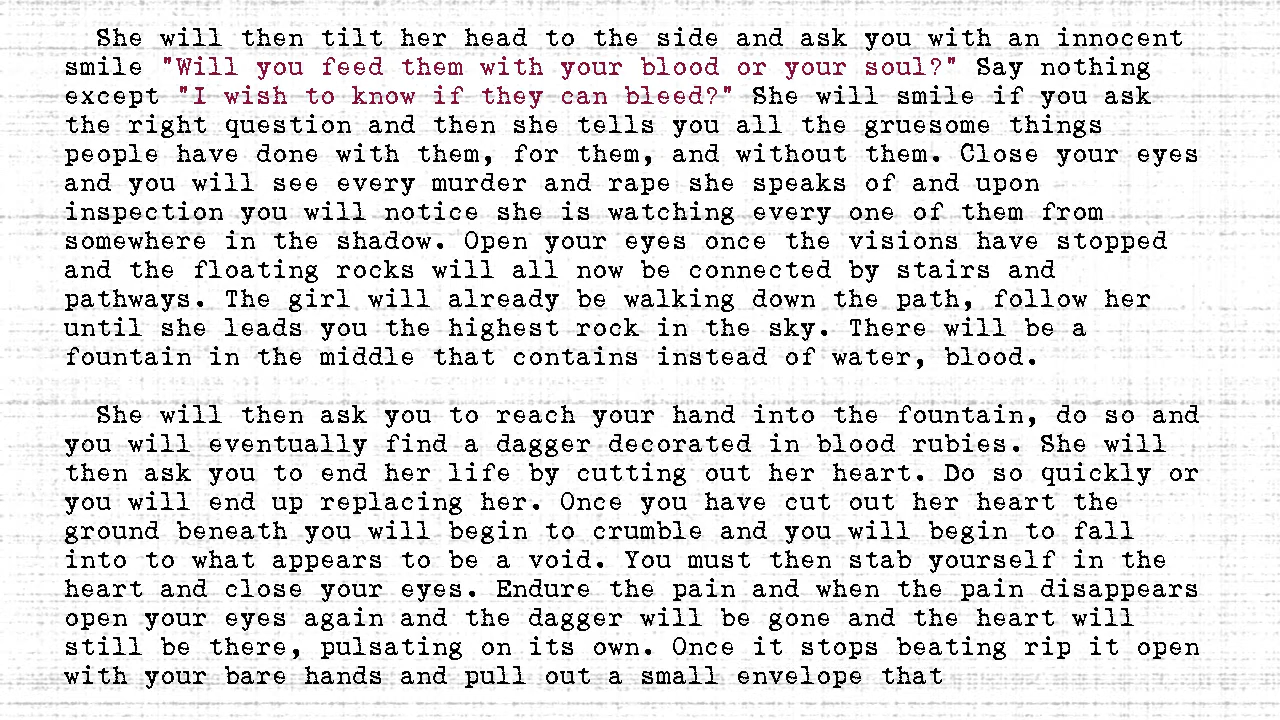 She will then tilt her head to the side and ask you with an innocent
smile "Will you feed them with your blood or your soul?" Say nothing
except "I wish to know if they can bleed?" She will smile if you ask
the right question and then she tells you all the gruesome things
people have done with them, for them, and without them. Close your eyes
and you will see every murder and rape she speaks of and upon
inspection you will notice she is watching every one of them from
somewhere in the shadow. Open your eyes once the visions have stopped
and the floating rocks will all now be connected by stairs and
pathways. The girl will already be walking down the path, follow her
until she leads you the highest rock in the sky. There will be a
fountain in the middle that contains instead of water, blood.
She will then ask you to reach your hand into the fountain, do so and
you will eventually find a dagger decorated in blood rubies. She will
then ask you to end her life by cutting out her heart. Do so quickly or
you will end up replacing her. Once you have cut out her heart the
ground beneath you will begin to crumble and you will begin to fall
into to what appears to be a void. You must then stab yourself in the
heart and close your eyes. Endure the pain and when the pain disappears
open your eyes again and the dagger will be gone and the heart will
still be there, pulsating on its own. Once it stops beating rip it open
with your bare hands and pull out a small envelope that